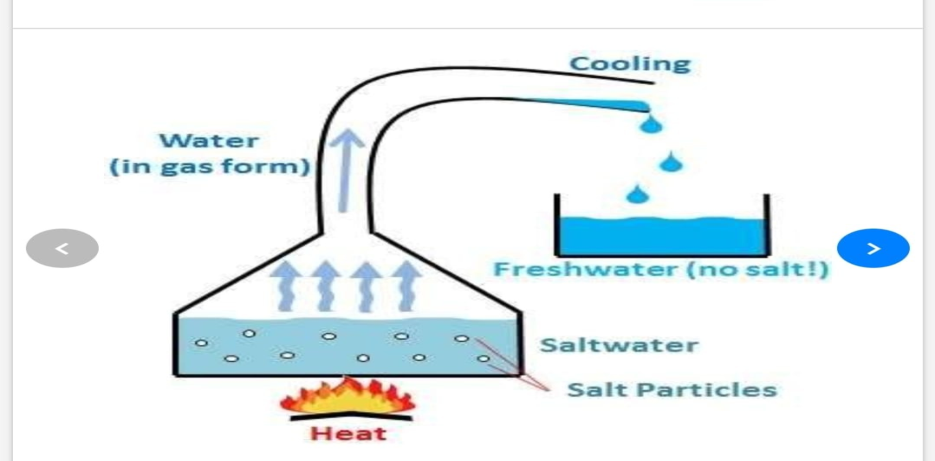 Cooling
Water
(in gas form)
Freshwater (no salt!)
Saltwater
Salt Particles
Heat